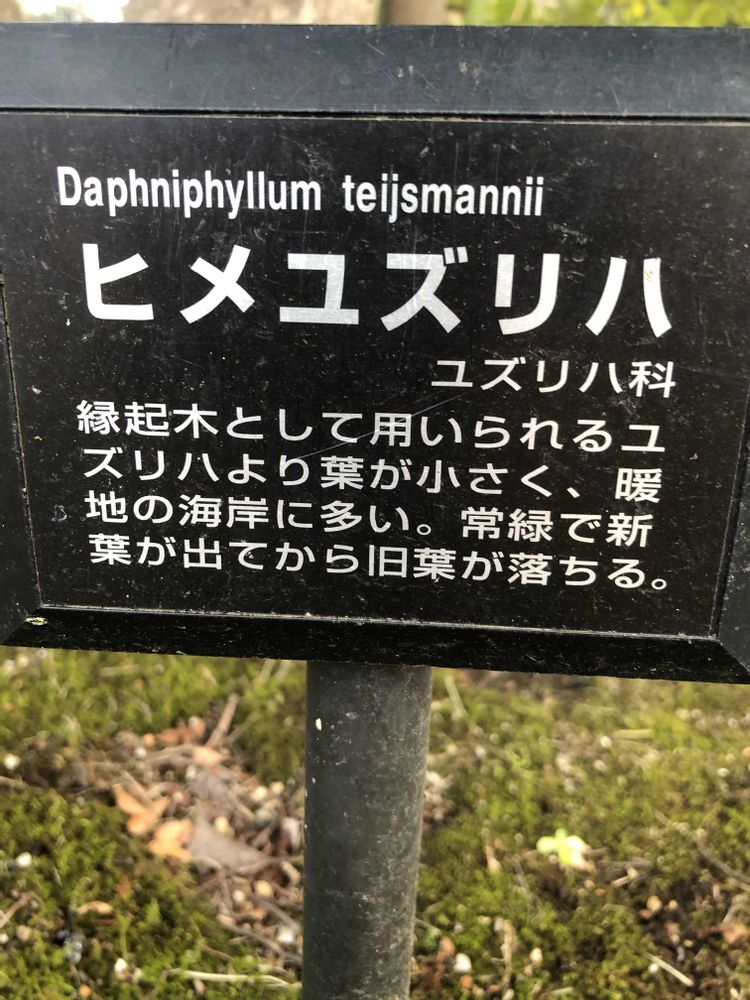 Daphniphyllum teijsmannii
ヒメユズリハ
ユズリハ科
縁起木として用いられるユ
ズリハより葉が小さく、暖
地の海岸に多い。常緑で新
葉が出てから旧葉が落ちる。